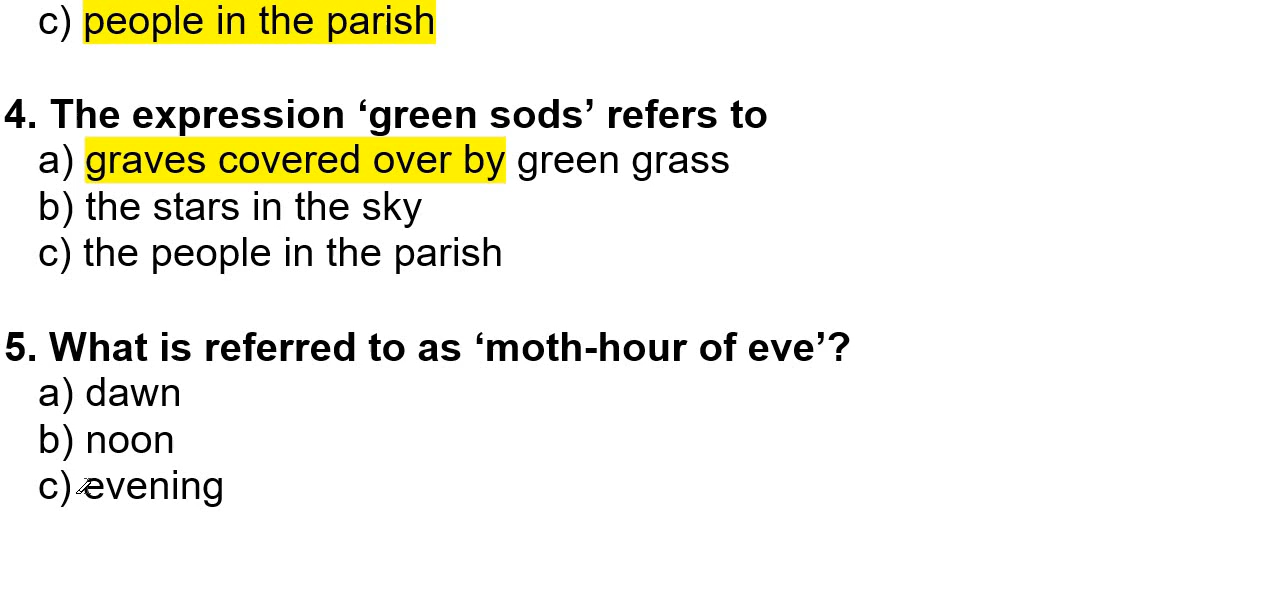 c) people in the parish
4. The expression ‘green sods’ refers to
a) graves covered over by green grass
b) the stars in the sky
c) the people in the parish
5. What is referred to as ‘moth-hour of eve’?
a) dawn
b) noon
c) evening